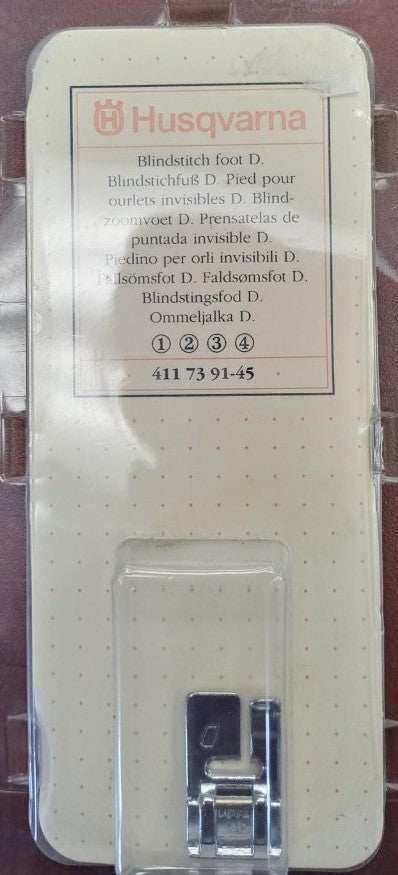 Husqvarna
Blindstitch foot D.
Blindstichfuß D. Pied pour
ourlets invisibles D. Blind-
zoomvoet D. Prensatelas de
puntada invisible D.
Piedino per orli invisibili D.
Fallsömsfot D. Faldsømsfot D.
Blindstingsfod D.
Ommeljalka D.
① ② ③ ④
411 73 91-45
D